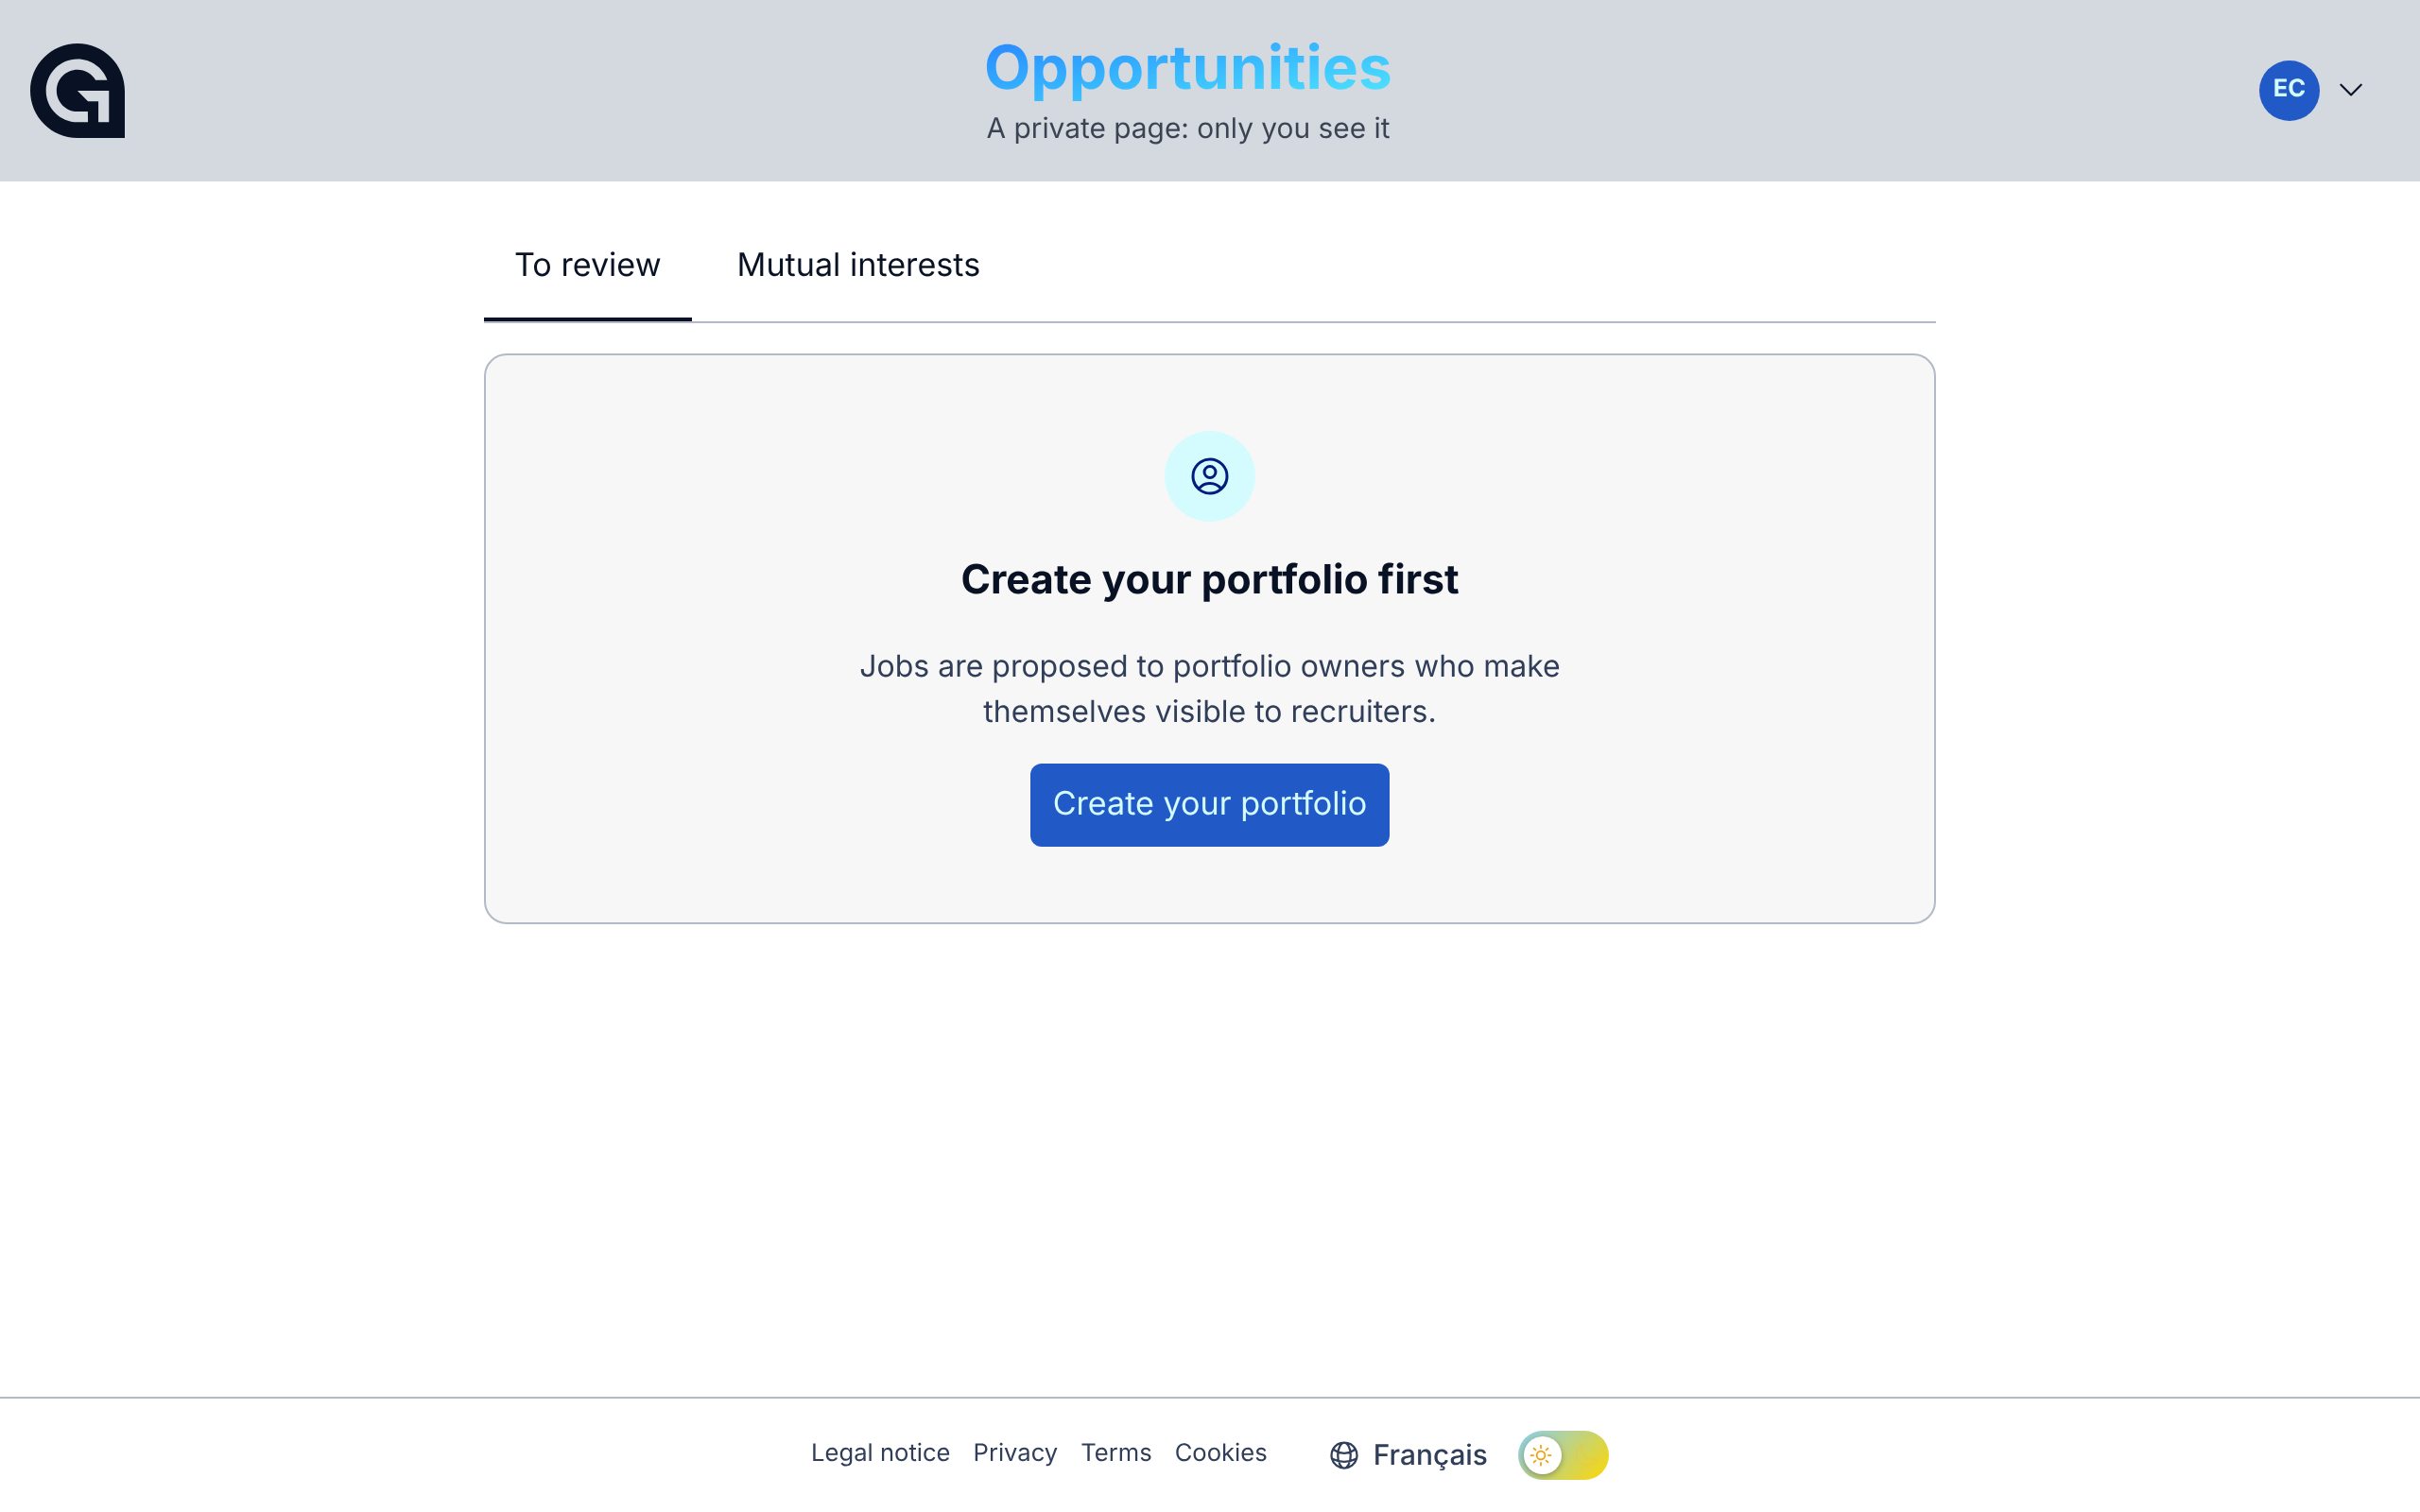 Opportunities
A private page: only you see it
EC
To review
Mutual interests
Create your portfolio first
Jobs are proposed to portfolio owners who make
themselves visible to recruiters.
Create your portfolio
Legal notice
Privacy
Terms
Cookies
Français